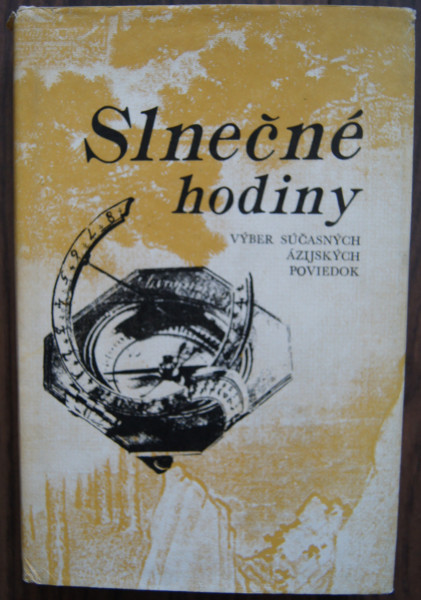 Slnečné
hodiny
VÝBER SÚČASNÝCH
ÁZIJSKÝCH
POVIEDOK